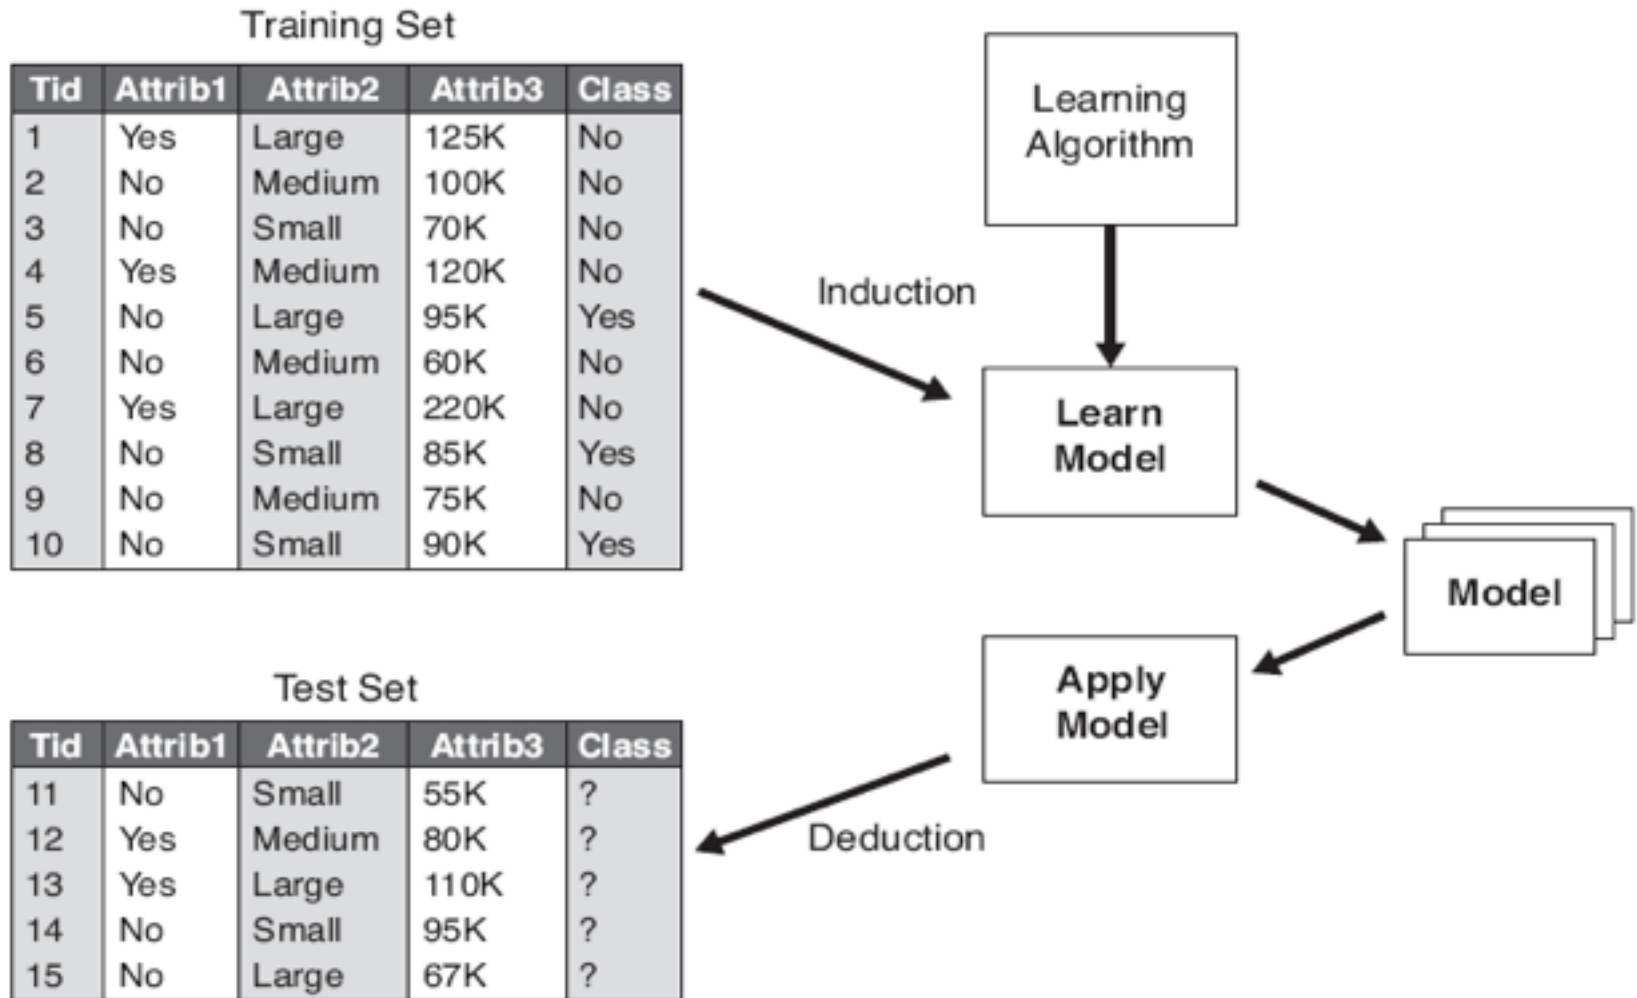 Training Set
Tid Attrib1 Attrib2 Attrib3 Class
1 Yes Large 125K No
2 No Medium 100K No
3 No Small 70K No
4 Yes Medium 120K No
5 No Large 95K Yes
6 No Medium 60K No
7 Yes Large 220K No
8 No Small 85K Yes
9 No Medium 75K No
10 No Small 90K Yes
Learning
Algorithm
Induction
Learn
Model
Model
Apply
Model
Deduction
Test Set
Tid Attrib1 Attrib2 Attrib3 Class
11 No Small 55K ?
12 Yes Medium 80K ?
13 Yes Large 110K ?
14 No Small 95K ?
15 No Large 67K ?